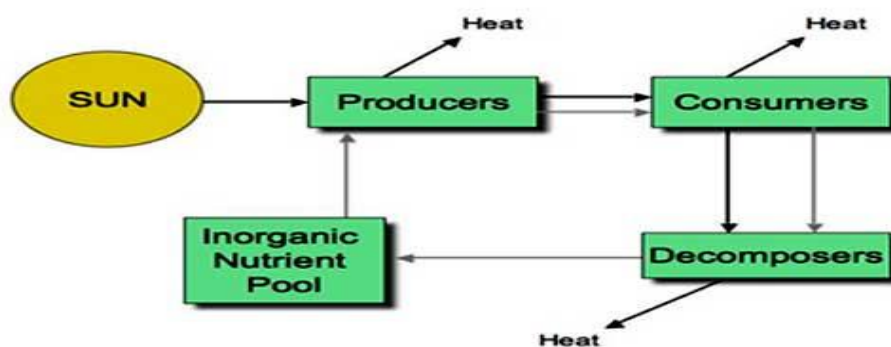 Heat
Heat
SUN
Producers
Consumers
Inorganic
Nutrient
Pool
Decomposers
Heat